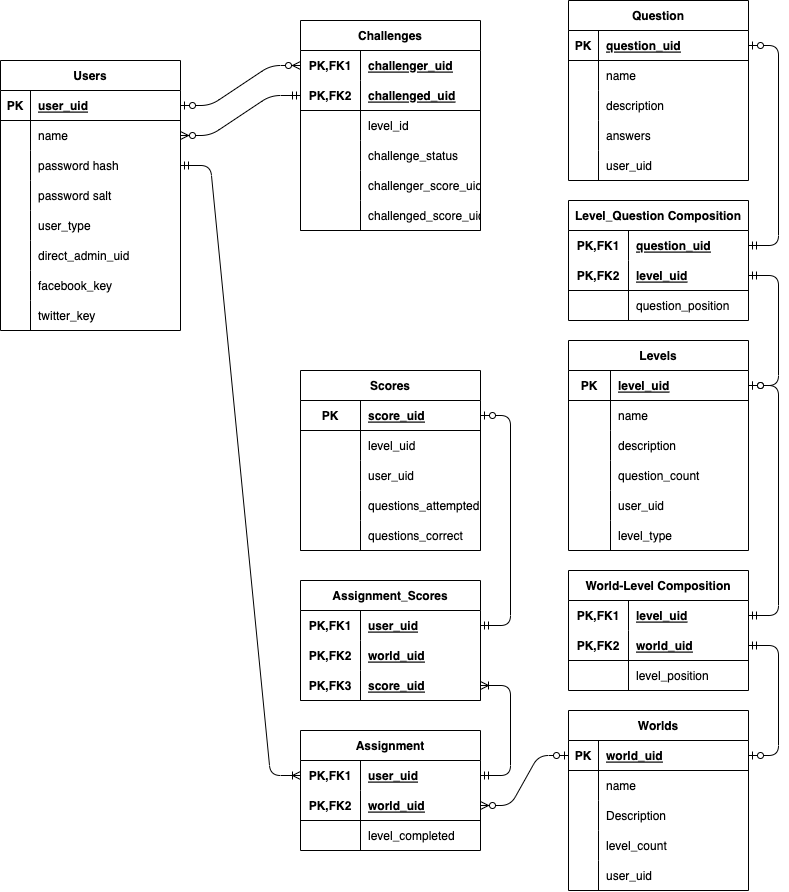 Users
PK user_uid
name
password hash
password salt
user_type
direct_admin_uid
facebook_key
twitter_key
Challenges
PK,FK1 challenger_uid
PK,FK2 challenged_uid
level_id
challenge_status
challenger_score_uid
challenged_score_uid
Scores
PK score_uid
level_uid
user_uid
questions_attempted
questions_correct
Assignment_Scores
PK,FK1 user_uid
PK,FK2 world_uid
PK,FK3 score_uid
Assignment
PK,FK1 user_uid
PK,FK2 world_uid
level_completed
Question
PK question_uid
name
description
answers
user_uid
Level_Question Composition
PK,FK1 question_uid
PK,FK2 level_uid
question_position
Levels
PK level_uid
name
description
question_count
user_uid
level_type
World-Level Composition
PK,FK1 level_uid
PK,FK2 world_uid
level_position
Worlds
PK world_uid
name
Description
level_count
user_uid